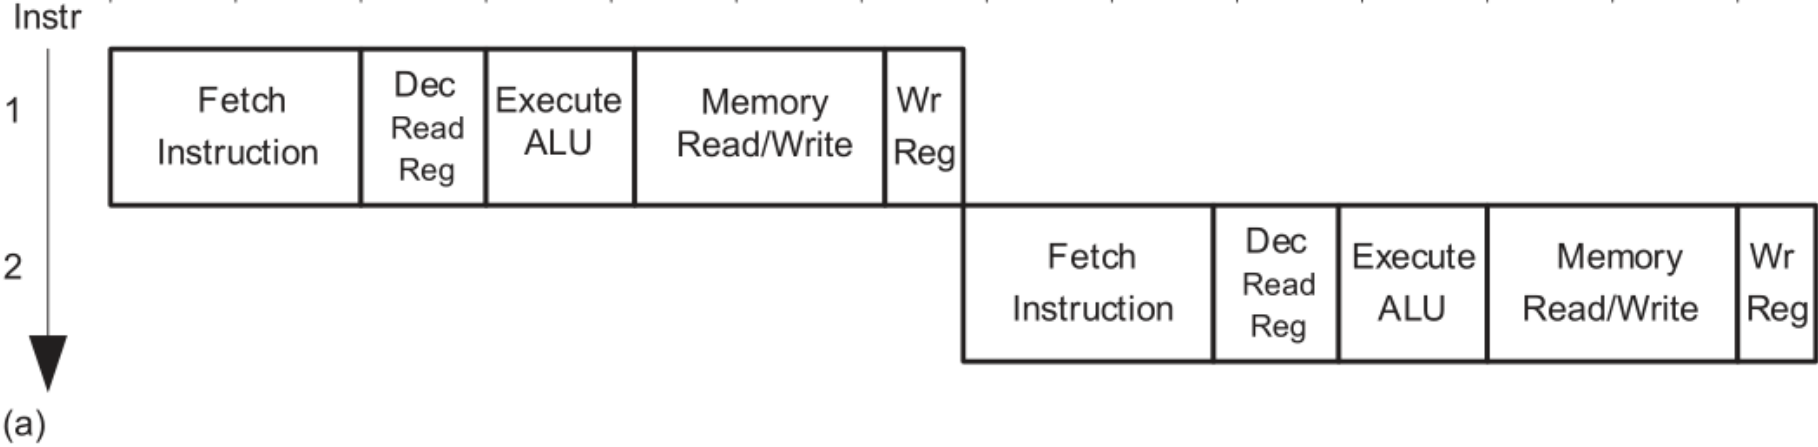 Instr
1
Fetch
Instruction
Dec
Read
Reg
Execute
ALU
Memory
Read/Write
Wr
Reg
2
Fetch
Instruction
Dec
Read
Reg
Execute
ALU
Memory
Read/Write
Wr
Reg
(a)